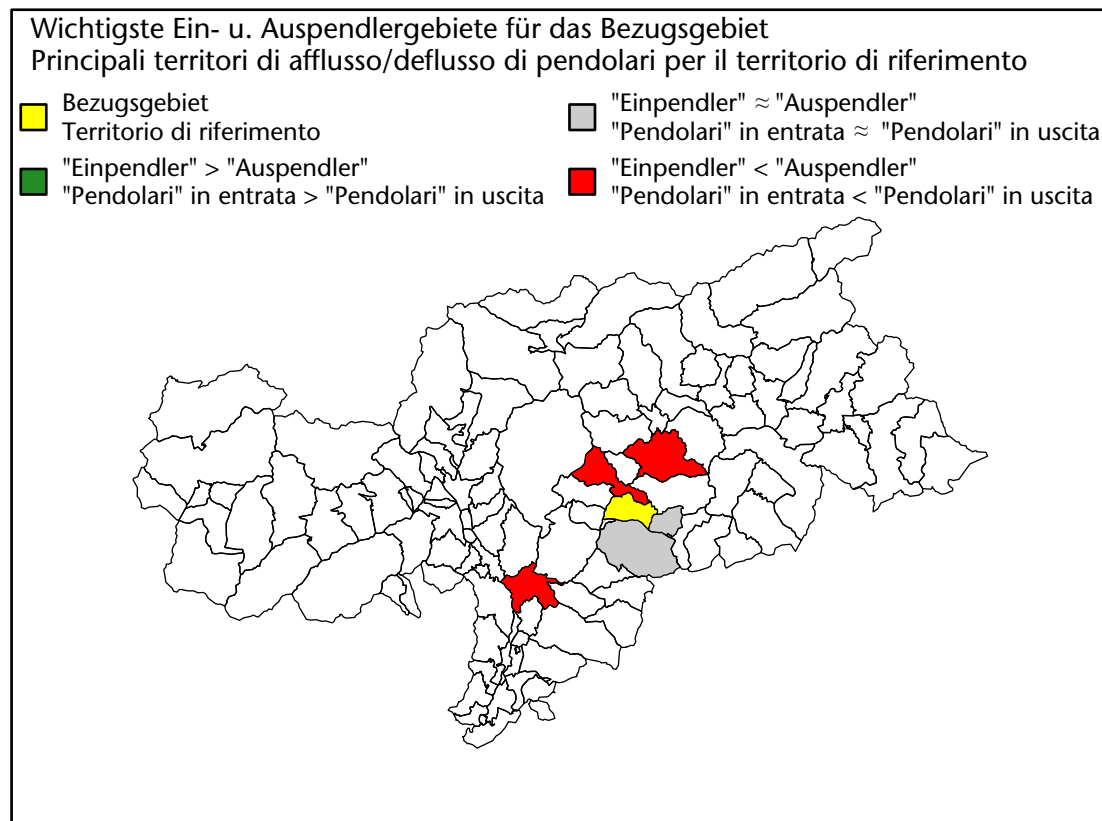 Wichtigste Ein- u. Auspendlergebiete für das Bezugsgebiet
Principali territori di afflusso/deflusso di pendolari per il territorio di riferimento
Bezugsgebiet
Territorio di riferimento
"Einpendler" > "Auspendler"
"Pendolari" in entrata > "Pendolari" in uscita
"Einpendler" ≈ "Auspendler"
"Pendolari" in entrata ≈ "Pendolari" in uscita
"Einpendler" < "Auspendler"
"Pendolari" in entrata < "Pendolari" in uscita